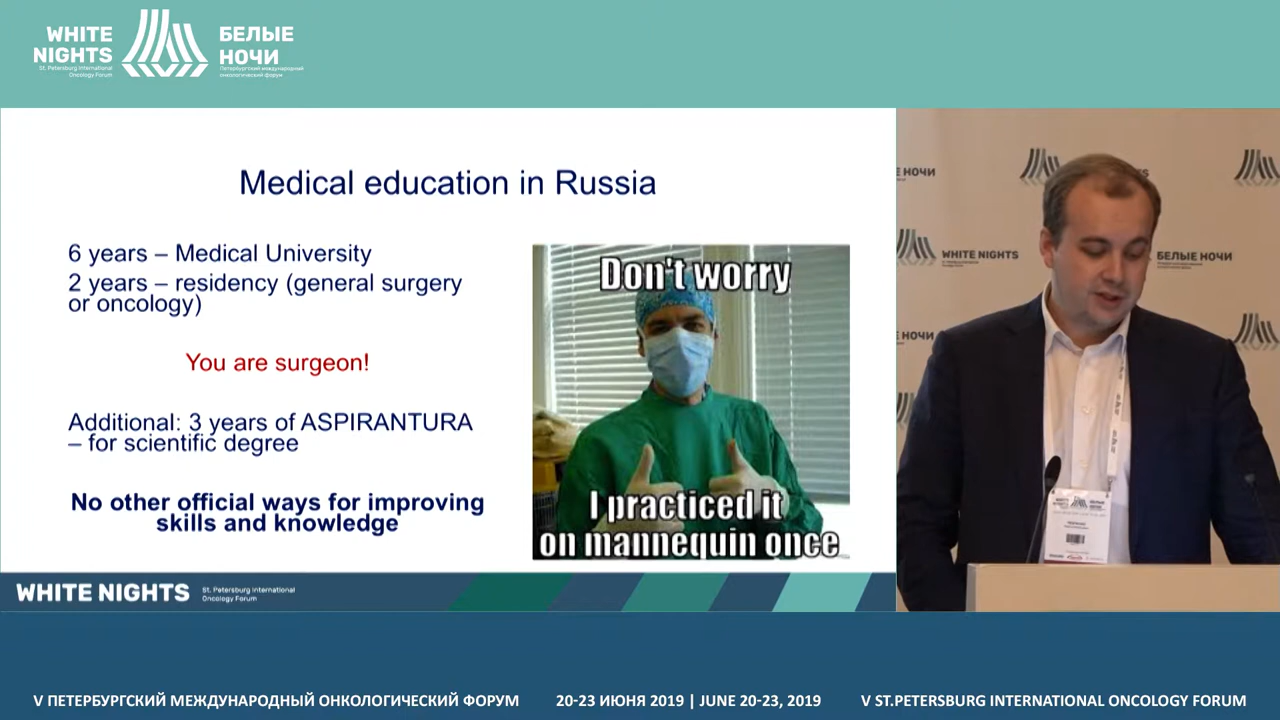 WHITE
NIGHTS
St. Petersburg International
Oncology Forum
БЕЛЫЕ
НОЧИ
Петербургский международный
онкологический форум
Medical education in Russia
6 years – Medical University
2 years – residency (general surgery
or oncology)
You are surgeon!
Additional: 3 years of ASPIRANTURA
– for scientific degree
No other official ways for improving
skills and knowledge
Don't worry
I practiced it
on mannequin once
WHITE NIGHTS
St. Petersburg International
Oncology Forum
НОЧИ
WHITE NIGHTS
БЕЛЫЕ НОЧИ
V ПЕТЕРБУРГСКИЙ МЕЖДУНАРОДНЫЙ ОНКОЛОГИЧЕСКИЙ ФОРУМ
20-23 ИЮНЯ 2019 | JUNE 20-23, 2019
V ST.PETERSBURG INTERNATIONAL ONCOLOGY FORUM